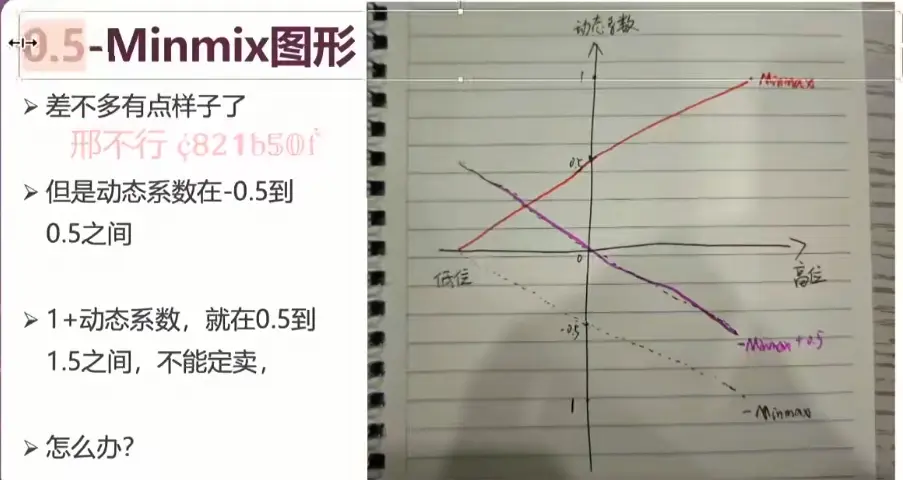 0.5-Minmix图形
差不多有点样子了
邢不行
但是动态系数在-0.5到
0.5之间
1+动态系数，就在0.5到
1.5之间，不能定卖，
怎么办?
动态系数
1
Minmax
0.5
0
低位
高位
-0.5
-Minmax+0.5
1
-Minmax